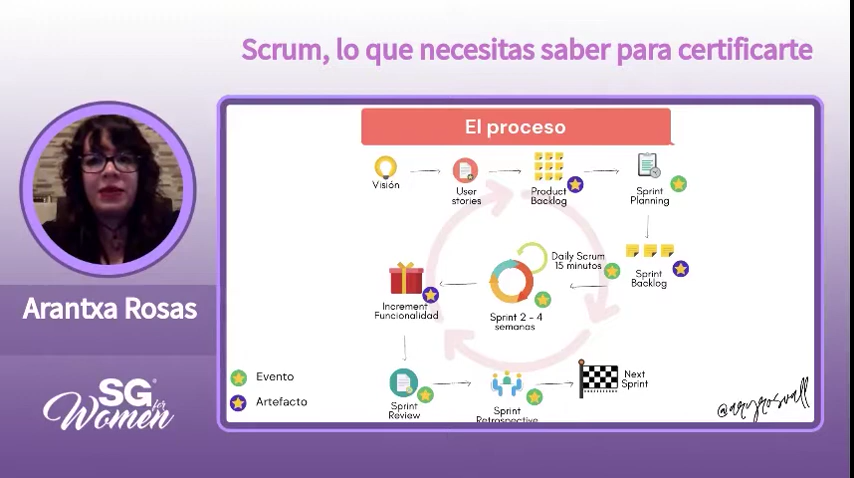 Scrum, lo que necesitas saber para certificarte
El proceso
Visión
User
stories
Product
Backlog
Sprint
Planning
Sprint
Backlog
Daily Scrum
15 minutos
Sprint 2 - 4
semanas
Increment
Funcionalidad
Sprint
Review
Sprint
Retrospective
Next
Sprint
Evento
Artefacto
Arantxa Rosas
SG
for
Women